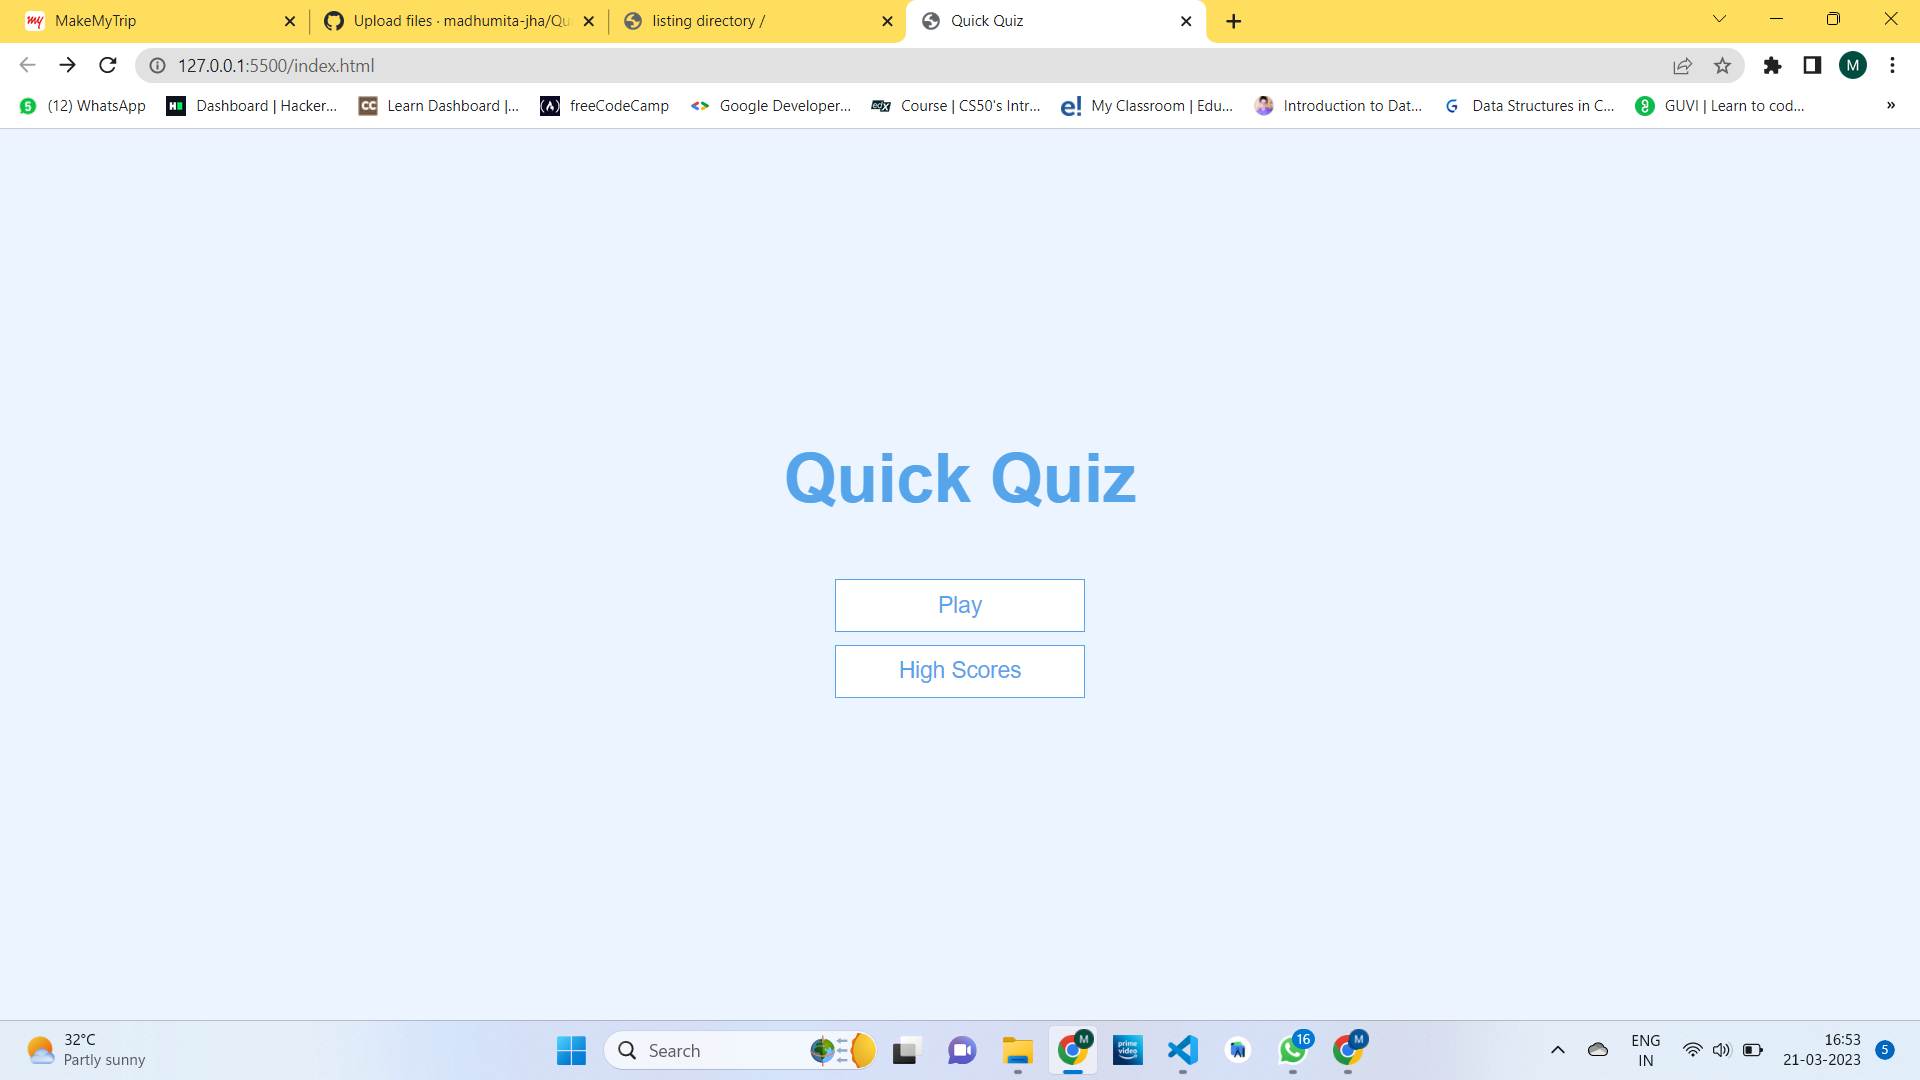 MakeMyTrip
Upload files · madhumita-jha/Qu
listing directory /
Quick Quiz
127.0.0.1:5500/index.html
M
(12) WhatsApp
Dashboard | Hacker...
Learn Dashboard |...
freeCodeCamp
Google Developer...
Course | CS50's Intr...
My Classroom | Edu...
Introduction to Dat...
Data Structures in C...
GUVI | Learn to cod...
»
Quick Quiz
Play
High Scores
32°C
Partly sunny
Search
M
prime video
16
M
ENG
IN
16:53
21-03-2023
5